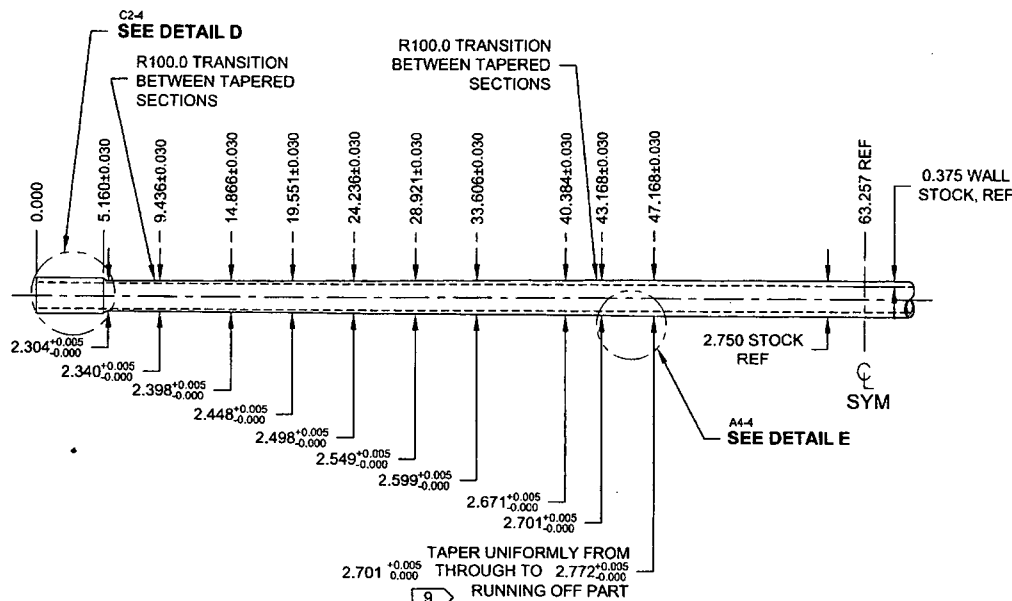 C2-4
SEE DETAIL D
R100.0 TRANSITION
BETWEEN TAPERED
SECTIONS
R100.0 TRANSITION
BETWEEN TAPERED
SECTIONS
0.000
5.160±0.030
9.436±0.030
14.866±0.030
19.551±0.030
24.236±0.030
28.921±0.030
33.606±0.030
40.384±0.030
43.168±0.030
47.168±0.030
63.257 REF
0.375 WALL
STOCK, REF
2.304 +0.005 -0.000
2.340 +0.005 -0.000
2.398 +0.005 -0.000
2.448 +0.005 -0.000
2.498 +0.005 -0.000
2.549 +0.005 -0.000
2.599 +0.005 -0.000
2.671 +0.005 -0.000
2.701 +0.005 -0.000
2.750 STOCK
REF
℄
SYM
A4-4
SEE DETAIL E
TAPER UNIFORMLY FROM
2.701 +0.005 0.000 THROUGH TO 2.772 +0.035 -0.000
RUNNING OFF PART
9